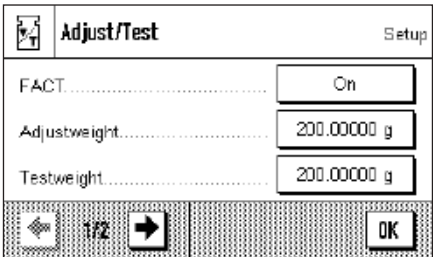 Adjust/Test Setup
FACT.................................... On
Adjustweight.......................... 200.00000 g
Testweight............................. 200.00000 g
1/2 OK